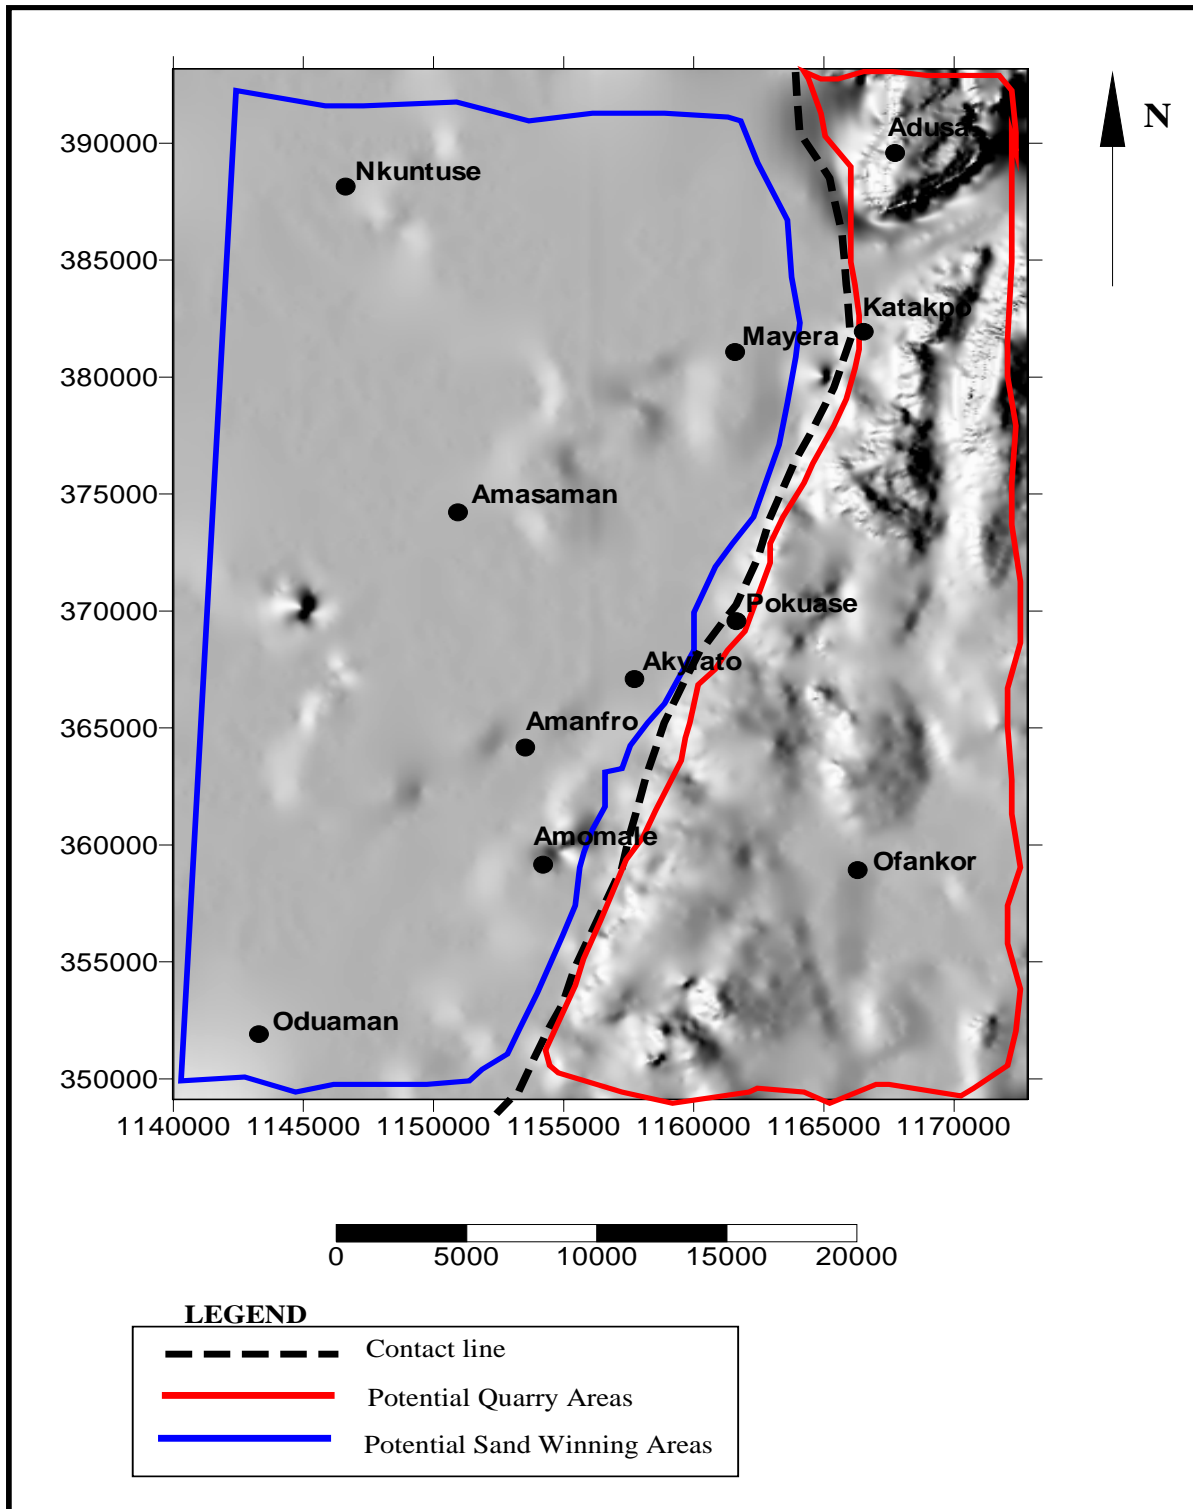 N
390000
Adusa
Nkuntuse
385000
Katakpo
Mayera
380000
Amasaman
375000
370000
Pokuase
Akwato
Amanfro
365000
Amomale
360000
Ofankor
355000
Oduaman
350000
1140000 1145000 1150000 1155000 1160000 1165000 1170000
0 5000 10000 15000 20000
LEGEND
Contact line
Potential Quarry Areas
Potential Sand Winning Areas